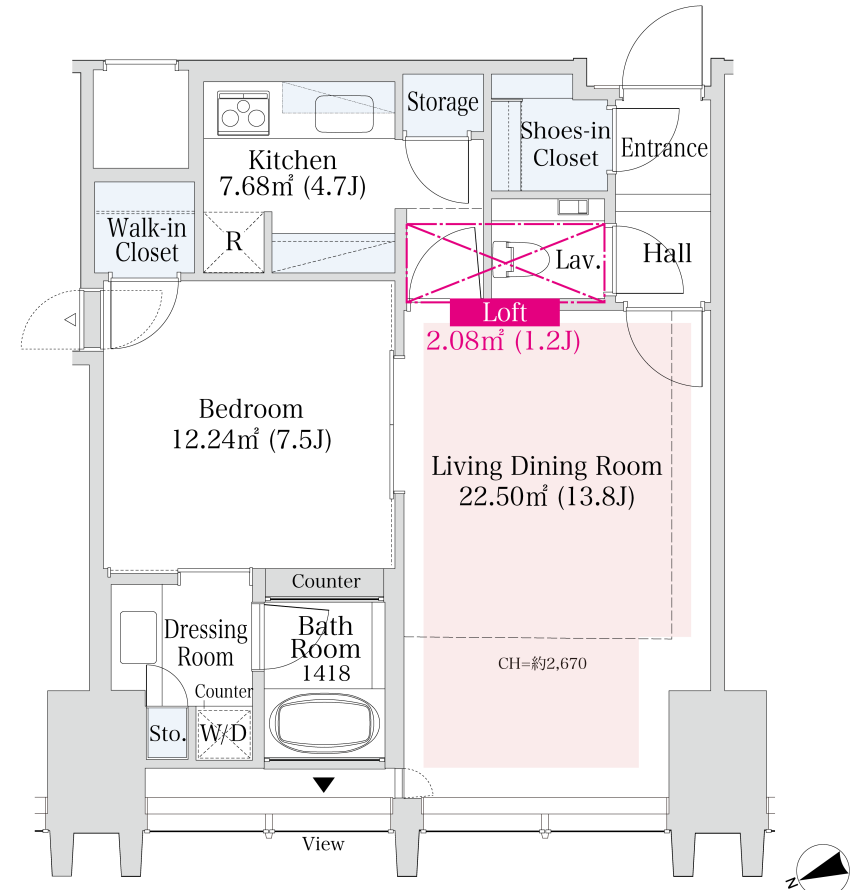 Storage
Shoes-in
Closet
Entrance
Kitchen
7.68㎡ (4.7J)
Walk-in
Closet
R
Lav.
Hall
Loft
2.08㎡ (1.2J)
Bedroom
12.24㎡ (7.5J)
Living Dining Room
22.50㎡ (13.8J)
Counter
Dressing
Room
Bath
Room
1418
CH=約2,670
Counter
Sto.
W/D
View
N